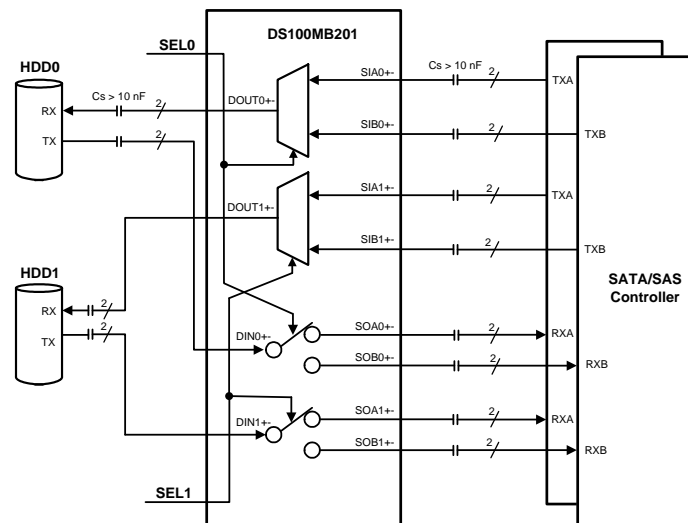 DS100MB201
SEL0
HDD0
Cs > 10 nF
2
RX
TX
2
DOUT0+-
SIA0+-
Cs > 10 nF
2
TXA
SIB0+-
2
TXB
DOUT1+-
SIA1+-
2
TXA
SIB1+-
2
TXB
SATA/SAS
Controller
HDD1
RX
2
TX
2
DIN0+-
SOA0+-
2
RXA
SOB0+-
2
RXB
DIN1+-
SOA1+-
2
RXA
SOB1+-
2
RXB
SEL1